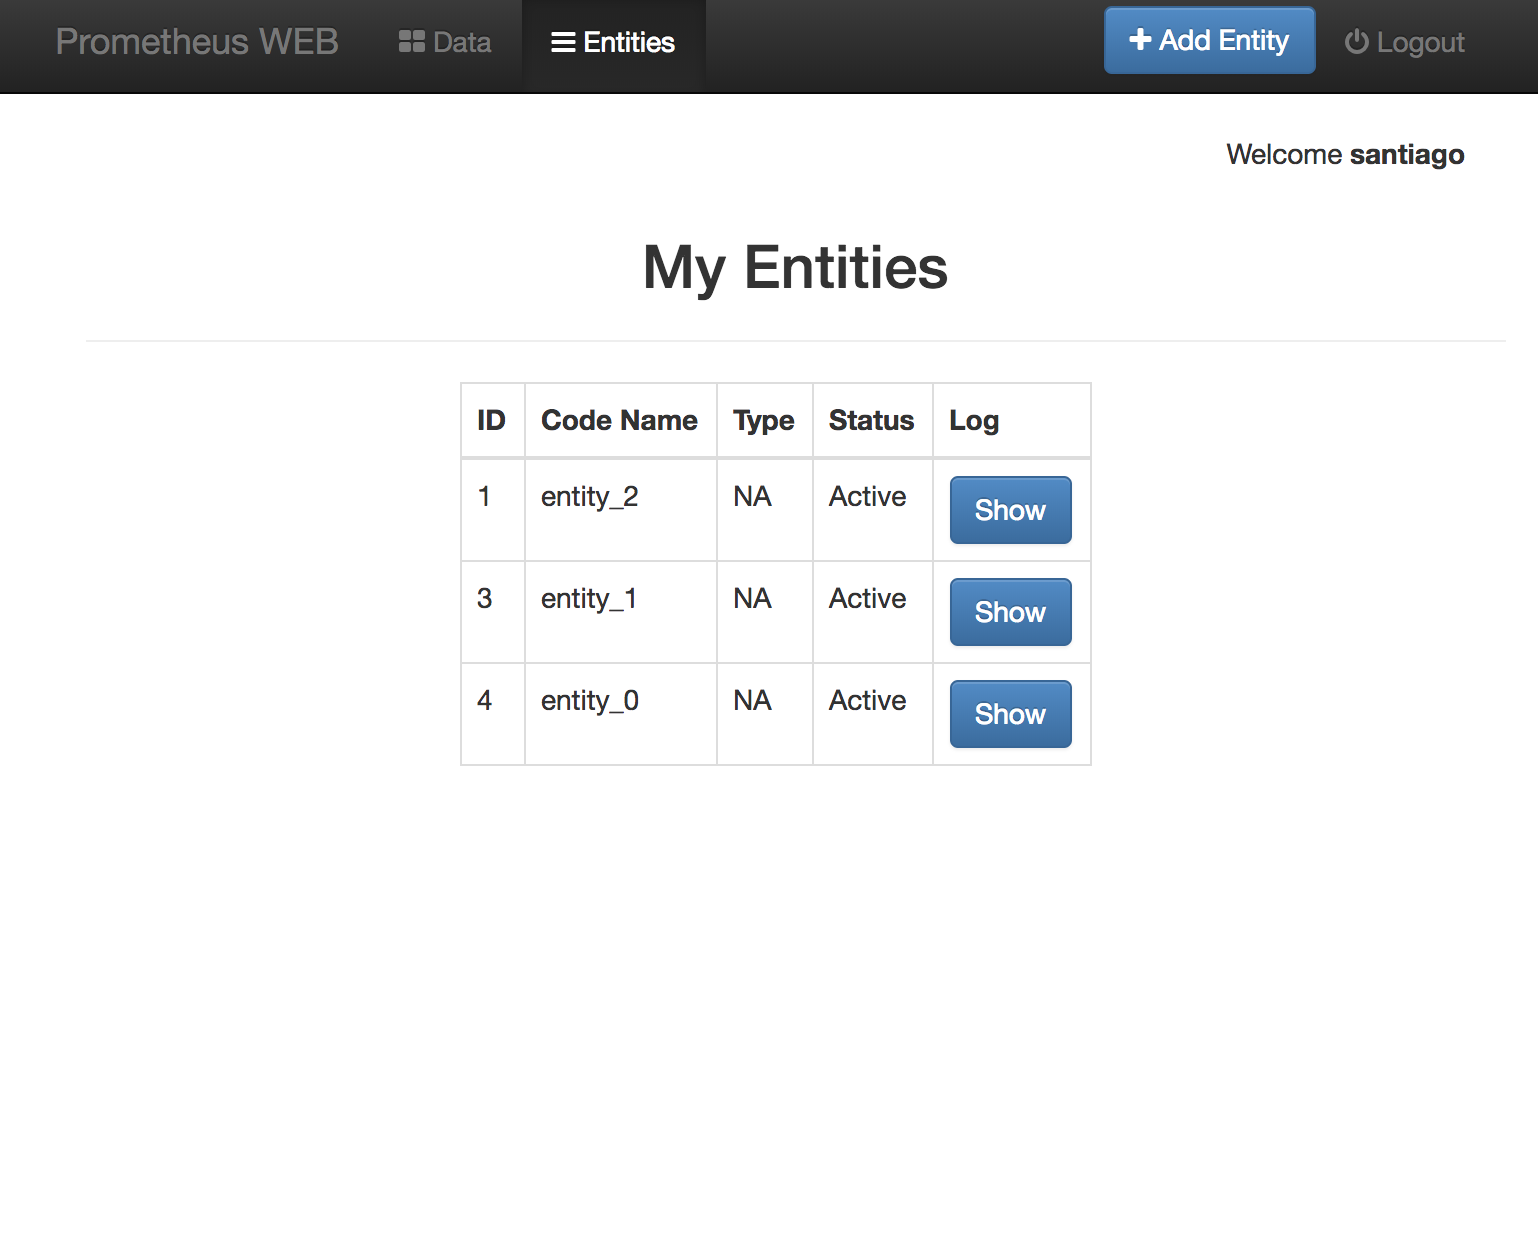 Prometheus WEB Data Entities Add Entity Logout
Welcome santiago
My Entities
ID Code Name Type Status Log
1 entity_2 NA Active Show
3 entity_1 NA Active Show
4 entity_0 NA Active Show